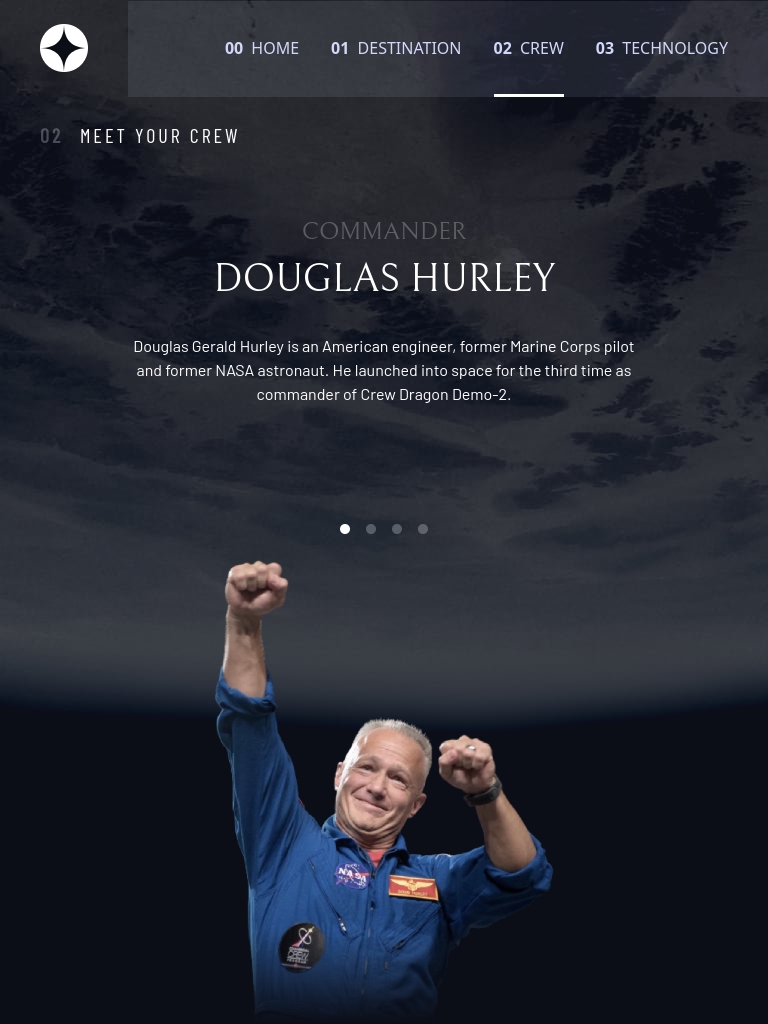 00 HOME 01 DESTINATION 02 CREW 03 TECHNOLOGY
02 MEET YOUR CREW
COMMANDER
DOUGLAS HURLEY
Douglas Gerald Hurley is an American engineer, former Marine Corps pilot
and former NASA astronaut. He launched into space for the third time as
commander of Crew Dragon Demo-2.
NASA
CREW